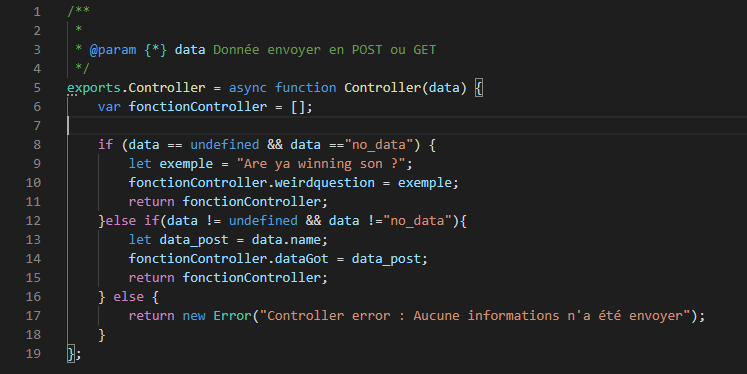 1 /**
2  *
3  * @param {*} data Donnée envoyer en POST ou GET
4  */
5 exports.Controller = async function Controller(data) {
6     var fonctionController = [];
7
8     if (data == undefined && data =="no_data") {
9         let exemple = "Are ya winning son ?";
10         fonctionController.weirdquestion = exemple;
11         return fonctionController;
12     }else if(data != undefined && data !="no_data"){
13         let data_post = data.name;
14         fonctionController.dataGot = data_post;
15         return fonctionController;
16     } else {
17         return new Error("Controller error : Aucune informations n'a été envoyer");
18     }
19 };